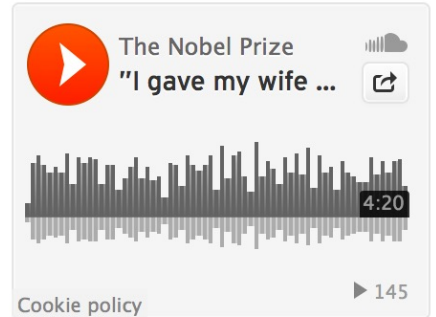 The Nobel Prize
"I gave my wife ...
4:20
145
Cookie policy